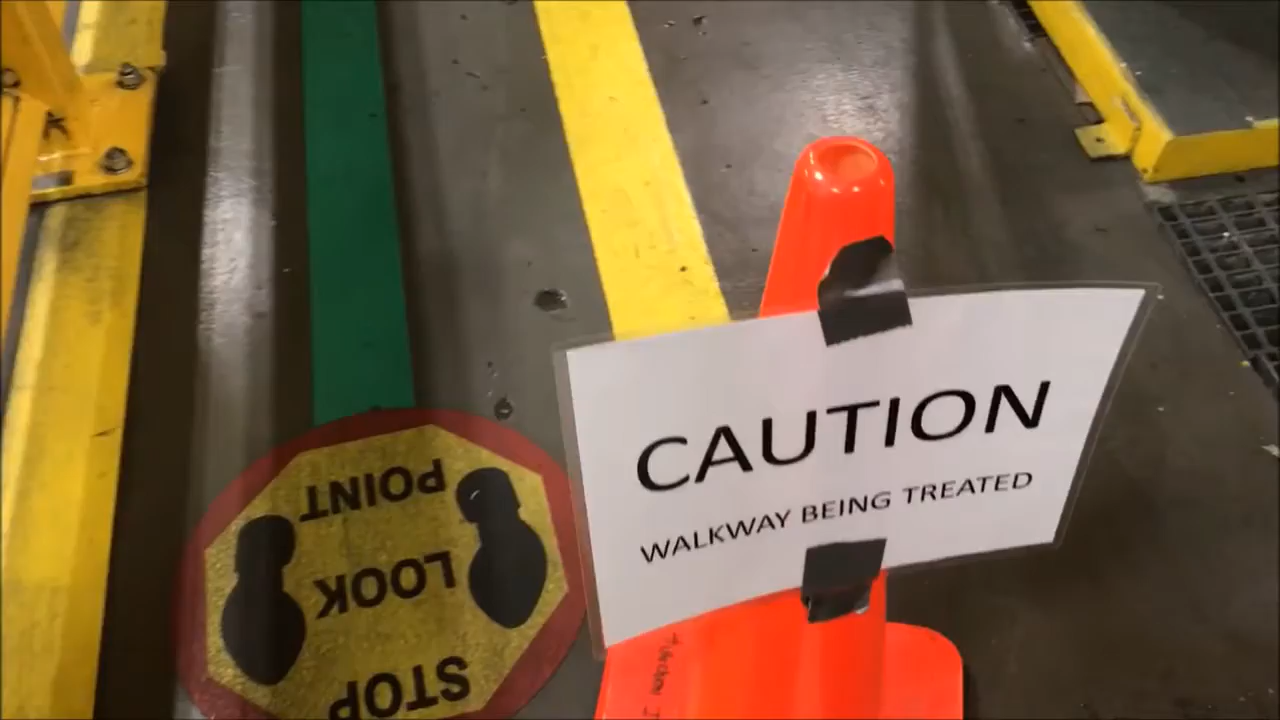 CAUTION
WALKWAY BEING TREATED
STOP
LOOK
POINT